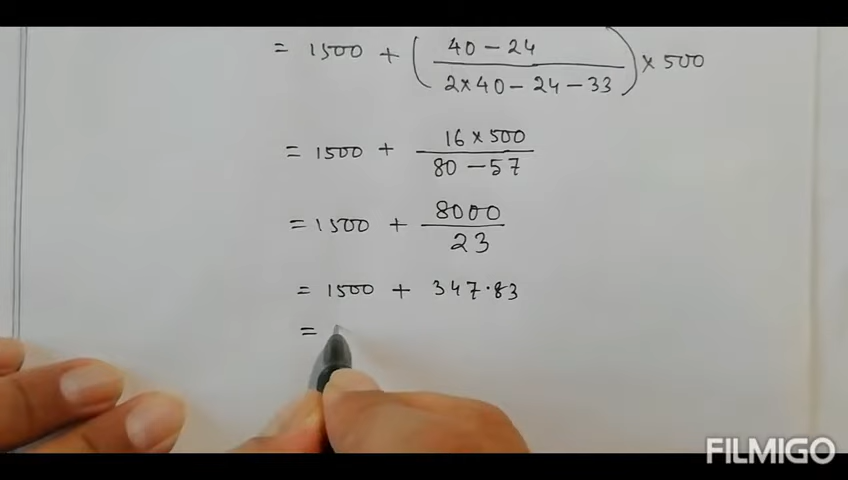 = 1500 + ( 40 - 24 / 2×40 - 24 - 33 ) × 500
= 1500 + 16 × 500 / 80 - 57
= 1500 + 8000 / 23
= 1500 + 347.83
=
FILMIGO